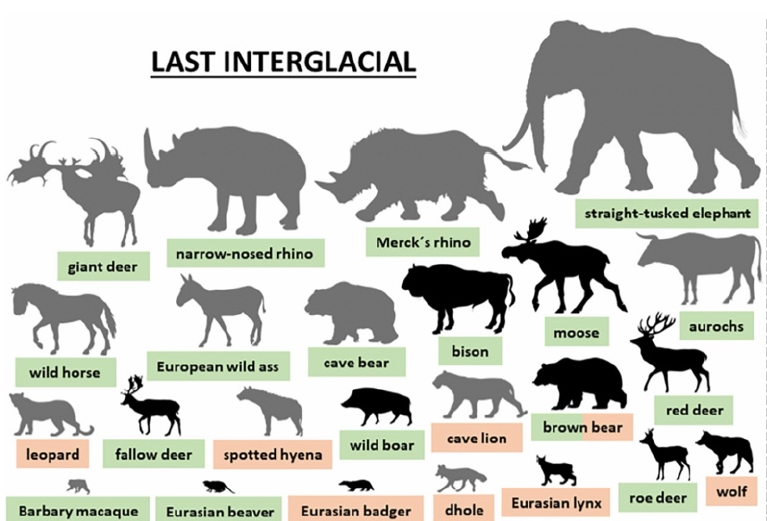 LAST INTERGLACIAL
straight-tusked elephant
giant deer
narrow-nosed rhino
Merck´s rhino
moose
aurochs
wild horse
European wild ass
cave bear
bison
leopard
fallow deer
spotted hyena
wild boar
cave lion
brown bear
red deer
Barbary macaque
Eurasian beaver
Eurasian badger
dhole
Eurasian lynx
roe deer
wolf